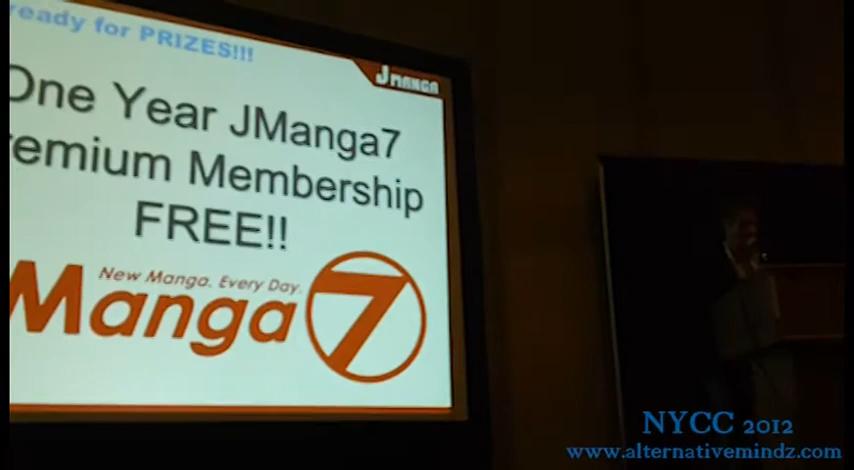 ready for PRIZES!!!
JMANGA
One Year JManga7
remium Membership
FREE!!
New Manga. Every Day.
Manga 7
NYCC 2012
www.alternativemindz.com